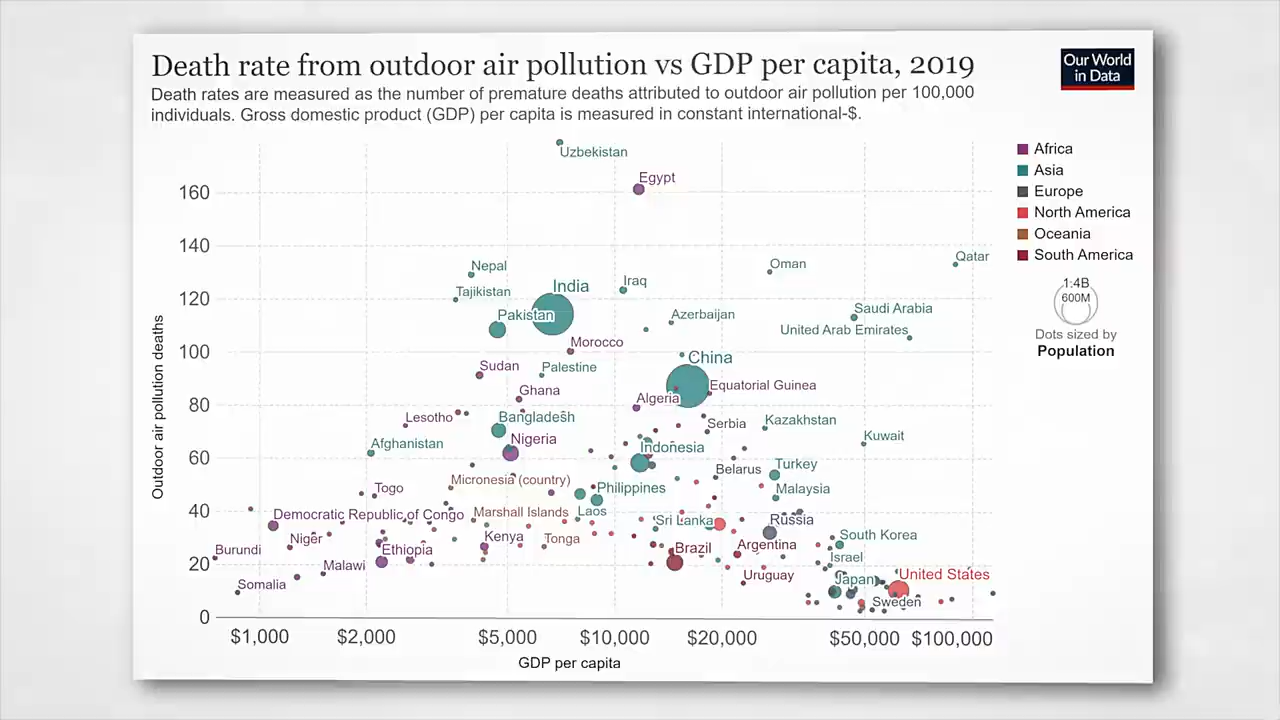 Death rate from outdoor air pollution vs GDP per capita, 2019
Our World
in Data
Death rates are measured as the number of premature deaths attributed to outdoor air pollution per 100,000
individuals. Gross domestic product (GDP) per capita is measured in constant international-$.
Uzbekistan
Africa
Egypt
Asia
160
Europe
North America
Oceania
140
South America
Qatar
Nepal
Oman
Iraq
India
1:4B
Tajikistan
600M
120
Saudi Arabia
Pakistan
Azerbaijan
United Arab Emirates
Dots sized by
Morocco
Population
100
China
Sudan
Palestine
Equatorial Guinea
Ghana
Algeria
80
Lesotho
Bangladesh
Serbia
Kazakhstan
Nigeria
Kuwait
Afghanistan
Indonesia
60
Belarus
Turkey
Micronesia (country)
Togo
Philippines
Malaysia
40
Democratic Republic of Congo
Marshall Islands
Laos
Sri Lanka
Russia
Niger
Kenya
Tonga
South Korea
Burundi
Ethiopia
Brazil
Argentina
Israel
20
Malawi
Uruguay
Japan
United States
Somalia
Sweden
0
Outdoor air pollution deaths
$1,000
$2,000
$5,000
$10,000
$20,000
$50,000
$100,000
GDP per capita